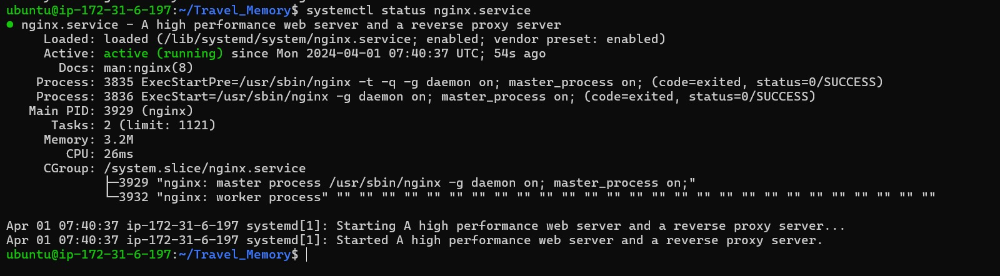 ubuntu@ip-172-31-6-197:~/Travel_Memory$ systemctl status nginx.service
● nginx.service - A high performance web server and a reverse proxy server
     Loaded: loaded (/lib/systemd/system/nginx.service; enabled; vendor preset: enabled)
     Active: active (running) since Mon 2024-04-01 07:40:37 UTC; 54s ago
       Docs: man:nginx(8)
    Process: 3835 ExecStartPre=/usr/sbin/nginx -t -q -g daemon on; master_process on; (code=exited, status=0/SUCCESS)
    Process: 3836 ExecStart=/usr/sbin/nginx -g daemon on; master_process on; (code=exited, status=0/SUCCESS)
   Main PID: 3929 (nginx)
      Tasks: 2 (limit: 1121)
     Memory: 3.2M
        CPU: 26ms
     CGroup: /system.slice/nginx.service
             ├─3929 "nginx: master process /usr/sbin/nginx -g daemon on; master_process on;"
             └─3932 "nginx: worker process" "" "" "" "" "" "" "" "" "" "" "" "" "" "" "" "" "" "" "" "" "" "" "" "" "" "" ""

Apr 01 07:40:37 ip-172-31-6-197 systemd[1]: Starting A high performance web server and a reverse proxy server...
Apr 01 07:40:37 ip-172-31-6-197 systemd[1]: Started A high performance web server and a reverse proxy server.
ubuntu@ip-172-31-6-197:~/Travel_Memory$